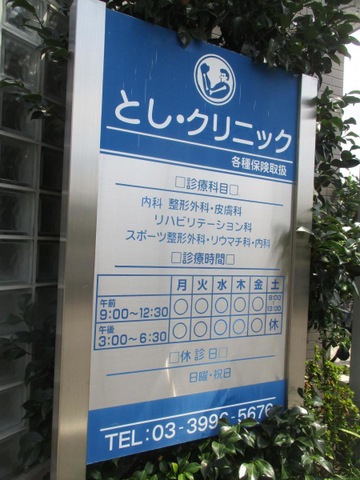 とし・クリニック
各種保険取扱
□診療科目□
内科 整形外科・皮膚科
リハビリテーション科
スポーツ整形外科・リウマチ科・内科
□診療時間□
月 火 水 木 金 土
午前 9:00～12:30 ○ ○ ○ ○ ○ 9:00～13:00
午後 3:00～6:30 ○ ○ ○ ○ ○ 休
□休診日□
日曜・祝日
TEL:03-3996-5676